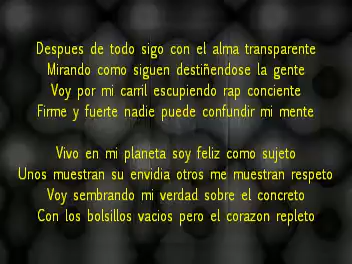 Despues de todo sigo con el alma transparente
Mirando como siguen destiñendose la gente
Voy por mi carril escupiendo rap conciente
Firme y fuerte nadie puede confundir mi mente
Vivo en mi planeta soy feliz como sujeto
Unos muestran su envidia otros me muestran respeto
Voy sembrando mi verdad sobre el concreto
Con los bolsillos vacios pero el corazon repleto